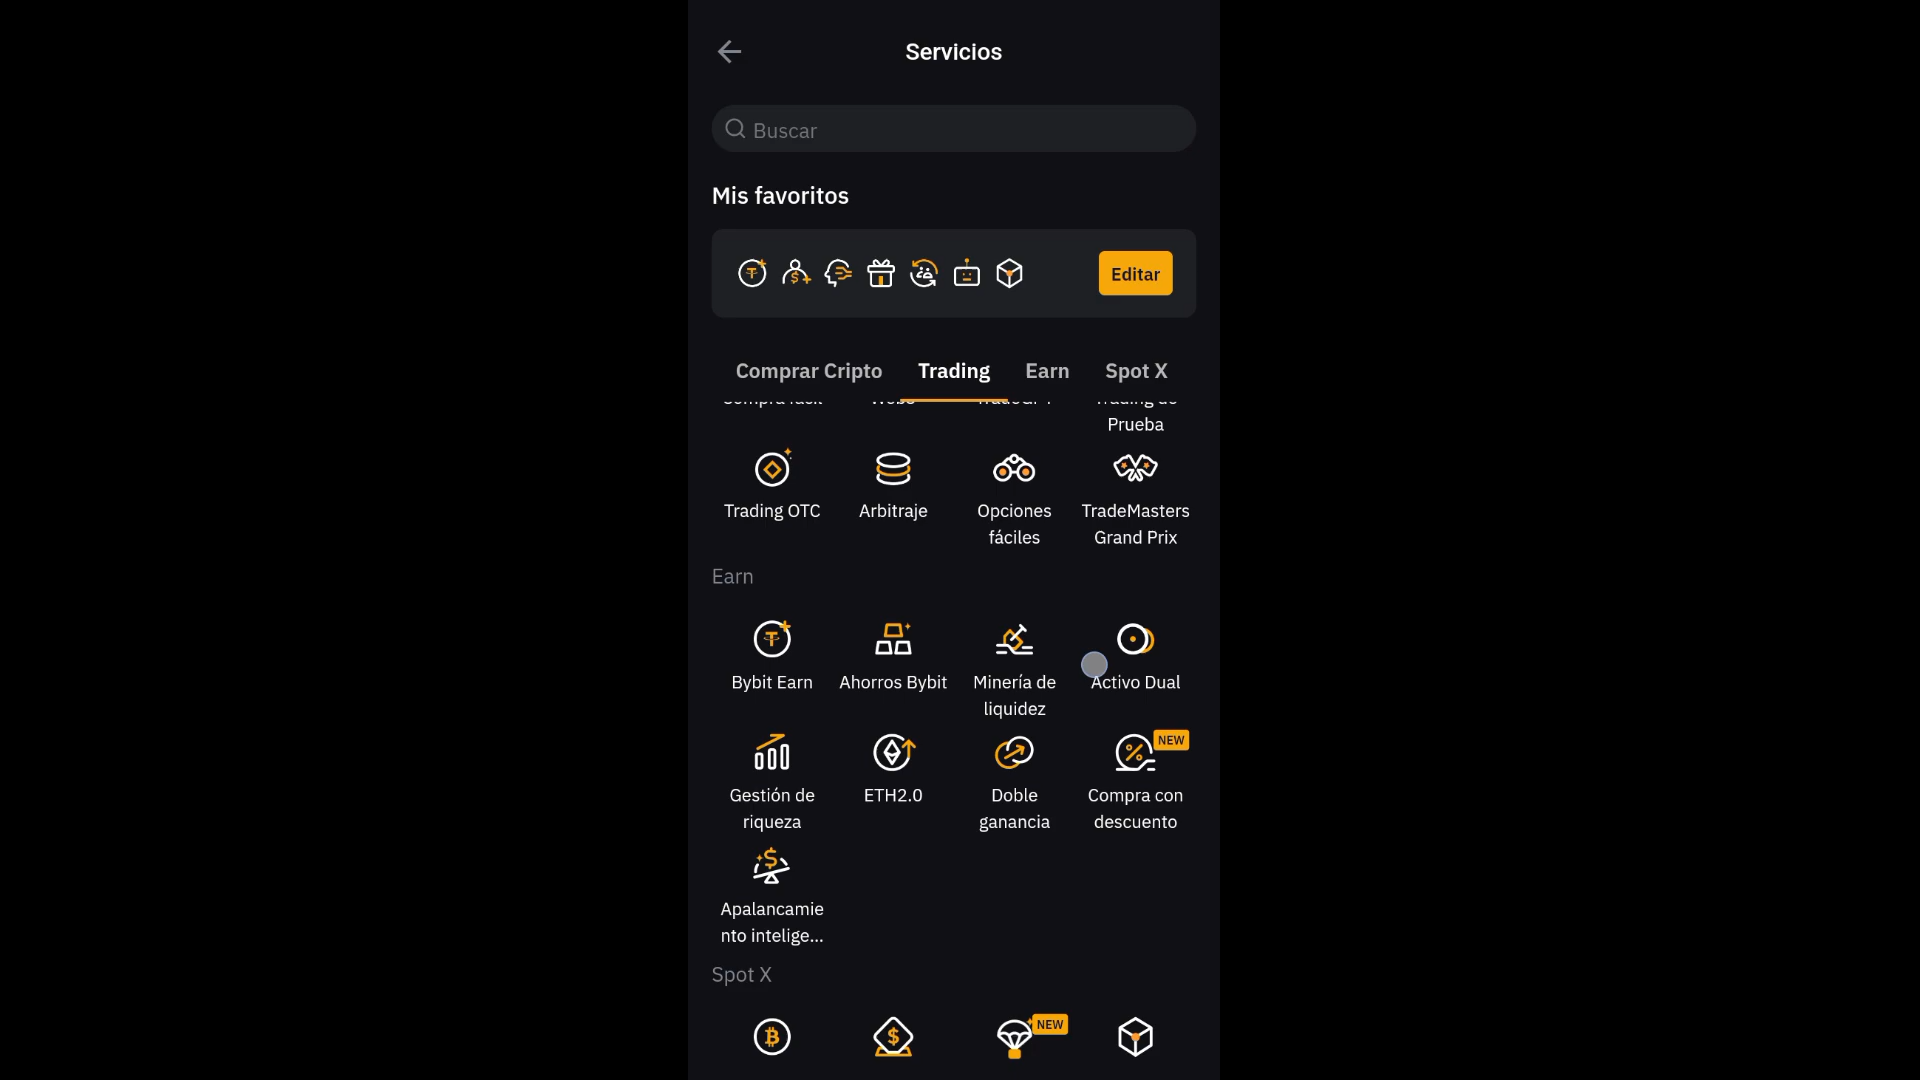 Servicios
Buscar
Mis favoritos
Editar
Comprar Cripto Trading Earn Spot X
Prueba
Trading OTC Arbitraje Opciones TradeMasters
fáciles Grand Prix
Earn
Bybit Earn Ahorros Bybit Minería de Activo Dual
liquidez
NEW
Gestión de ETH2.0 Doble Compra con
riqueza ganancia descuento
Apalancamie
nto intelige...
Spot X
NEW